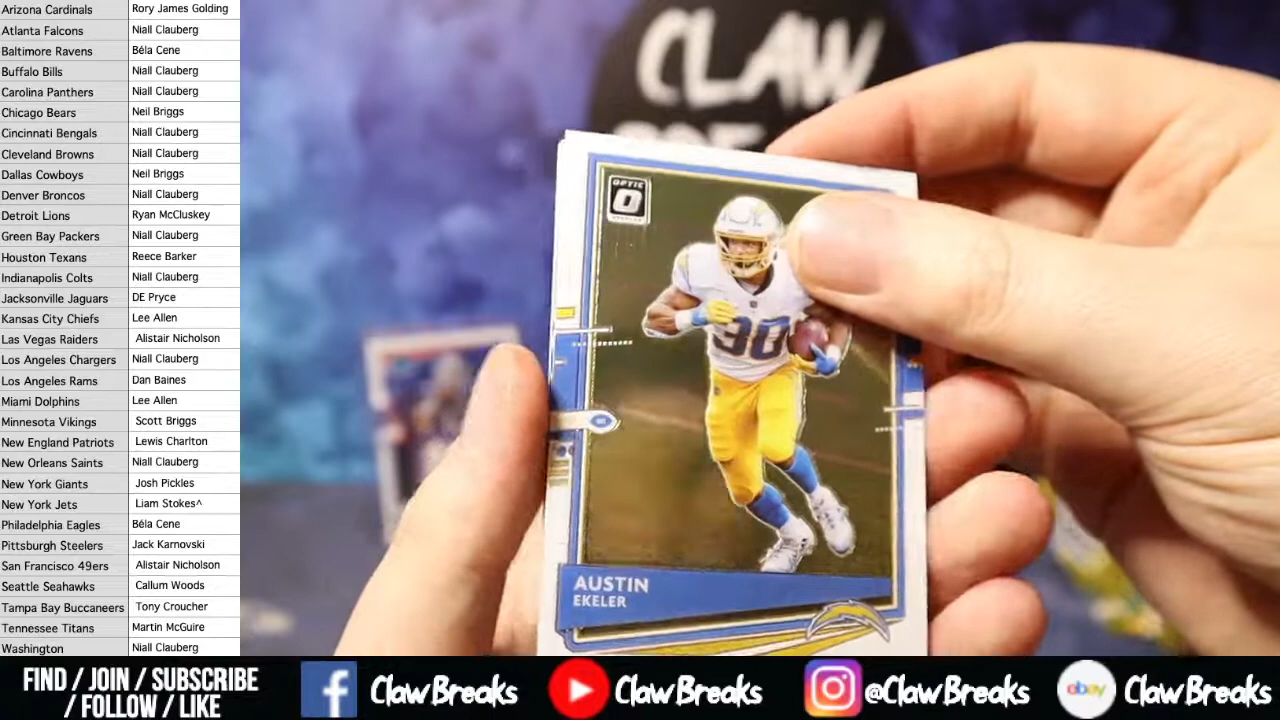 Arizona Cardinals Rory James Golding
Atlanta Falcons Niall Clauberg
Baltimore Ravens Béla Cene
Buffalo Bills Niall Clauberg
Carolina Panthers Niall Clauberg
Chicago Bears Neil Briggs
Cincinnati Bengals Niall Clauberg
Cleveland Browns Niall Clauberg
Dallas Cowboys Neil Briggs
Denver Broncos Niall Clauberg
Detroit Lions Ryan McCluskey
Green Bay Packers Niall Clauberg
Houston Texans Reece Barker
Indianapolis Colts Niall Clauberg
Jacksonville Jaguars DE Pryce
Kansas City Chiefs Lee Allen
Las Vegas Raiders Alistair Nicholson
Los Angeles Chargers Niall Clauberg
Los Angeles Rams Dan Baines
Miami Dolphins Lee Allen
Minnesota Vikings Scott Briggs
New England Patriots Lewis Charlton
New Orleans Saints Niall Clauberg
New York Giants Josh Pickles
New York Jets Liam Stokes^
Philadelphia Eagles Béla Cene
Pittsburgh Steelers Jack Karnovski
San Francisco 49ers Alistair Nicholson
Seattle Seahawks Callum Woods
Tampa Bay Buccaneers Tony Croucher
Tennessee Titans Martin McGuire
Washington Niall Clauberg
CLAW
OPTIC
O
30
AUSTIN
EKELER
FIND / JOIN / SUBSCRIBE
/ FOLLOW / LIKE
f ClawBreaks
ClawBreaks
@ClawBreaks
ebay ClawBreaks